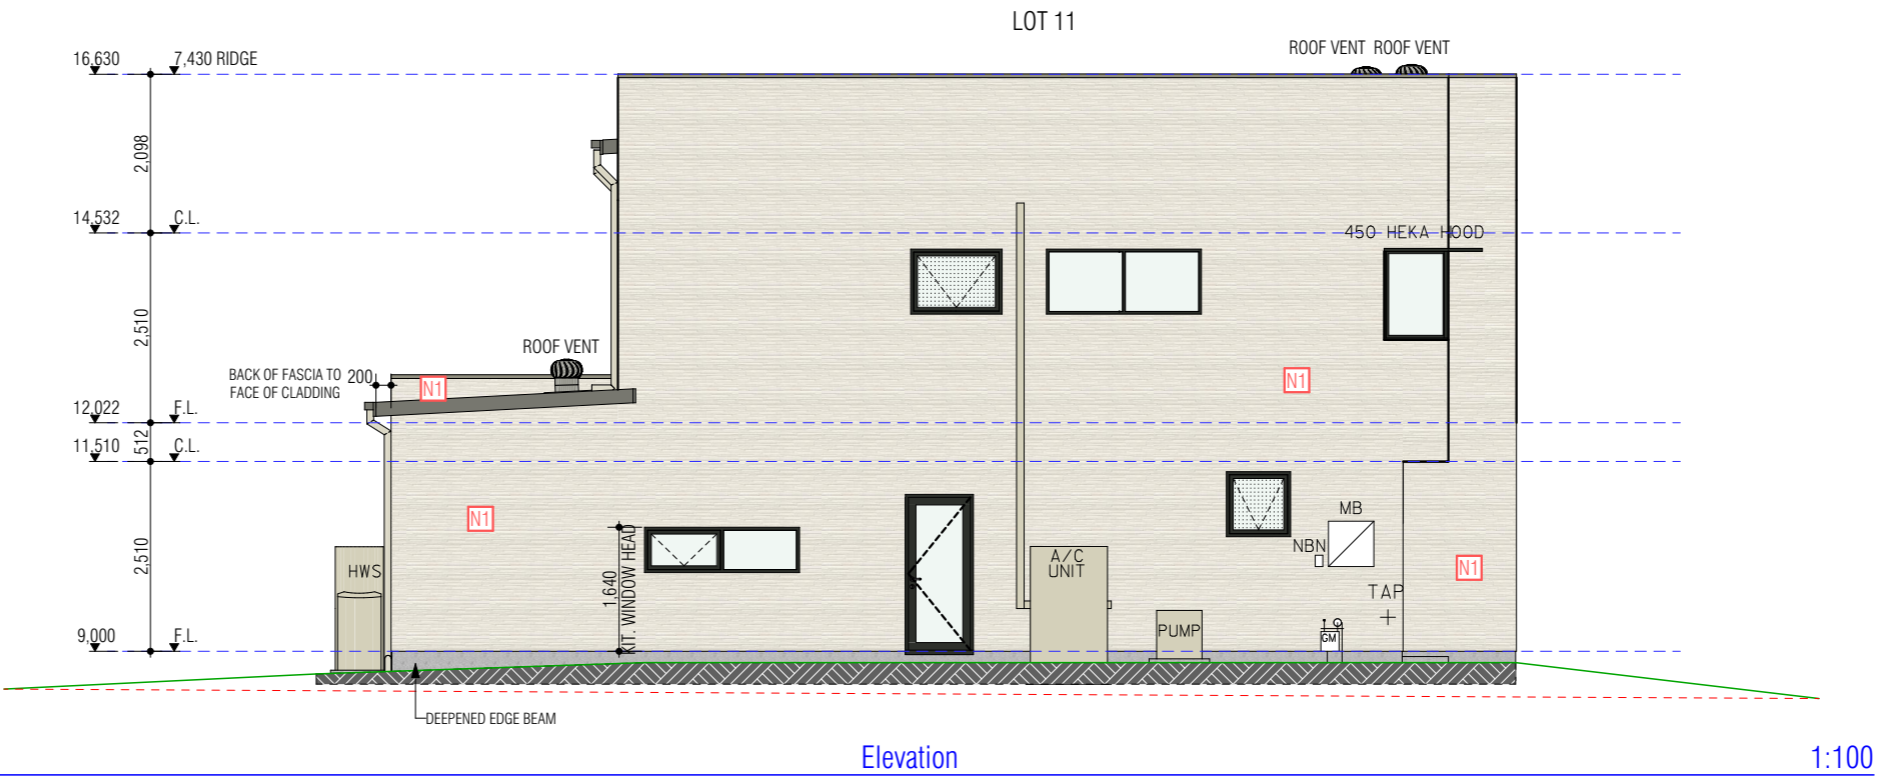 LOT 11
ROOF VENT ROOF VENT
16,630
7,430 RIDGE
2,098
14,532
C.L.
450 HEKA HOOD
2,510
ROOF VENT
BACK OF FASCIA TO
FACE OF CLADDING
200
N1
N1
12,022
F.L.
512
11,510
C.L.
N1
MB
NBN
N1
2,510
HWS
1,640
KIT. WINDOW HEAD
A/C
UNIT
TAP
PUMP
GM
9,000
F.L.
DEEPENED EDGE BEAM
Elevation
1:100